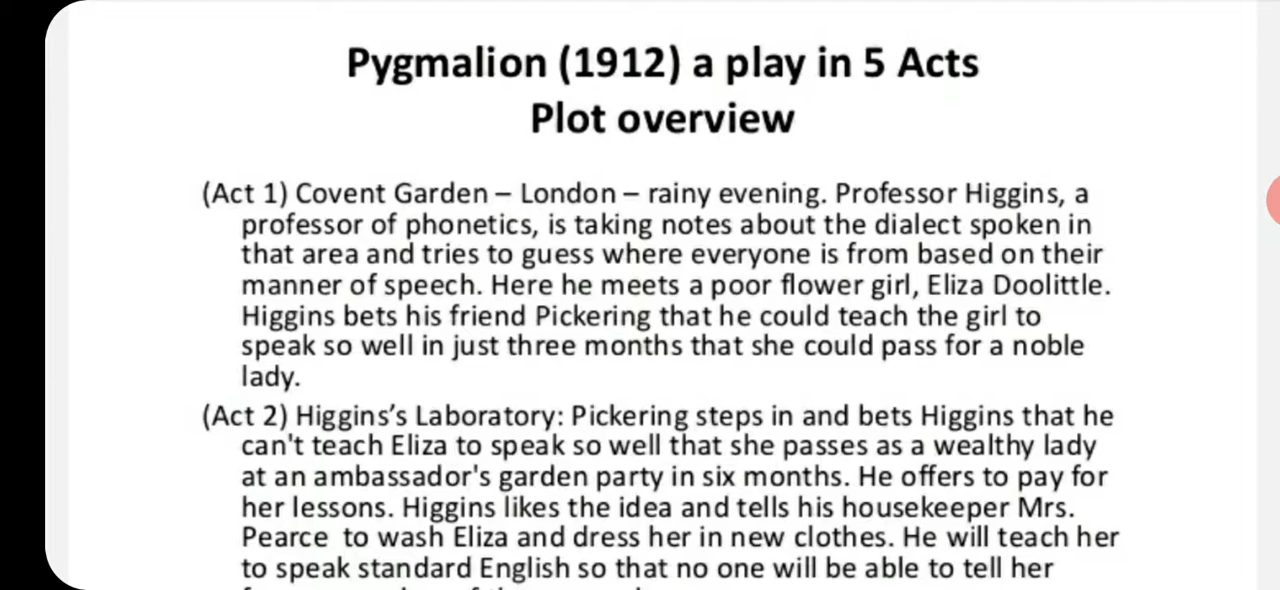 Pygmalion (1912) a play in 5 Acts
Plot overview
(Act 1) Covent Garden – London – rainy evening. Professor Higgins, a
professor of phonetics, is taking notes about the dialect spoken in
that area and tries to guess where everyone is from based on their
manner of speech. Here he meets a poor flower girl, Eliza Doolittle.
Higgins bets his friend Pickering that he could teach the girl to
speak so well in just three months that she could pass for a noble
lady.
(Act 2) Higgins’s Laboratory: Pickering steps in and bets Higgins that he
can't teach Eliza to speak so well that she passes as a wealthy lady
at an ambassador's garden party in six months. He offers to pay for
her lessons. Higgins likes the idea and tells his housekeeper Mrs.
Pearce to wash Eliza and dress her in new clothes. He will teach her
to speak standard English so that no one will be able to tell her